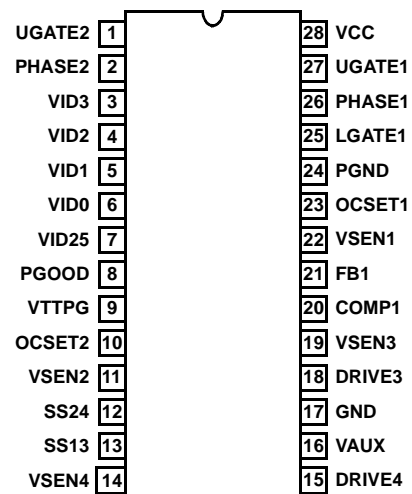 UGATE2 1 28 VCC
PHASE2 2 27 UGATE1
VID3 3 26 PHASE1
VID2 4 25 LGATE1
VID1 5 24 PGND
VID0 6 23 OCSET1
VID25 7 22 VSEN1
PGOOD 8 21 FB1
VTTPG 9 20 COMP1
OCSET2 10 19 VSEN3
VSEN2 11 18 DRIVE3
SS24 12 17 GND
SS13 13 16 VAUX
VSEN4 14 15 DRIVE4